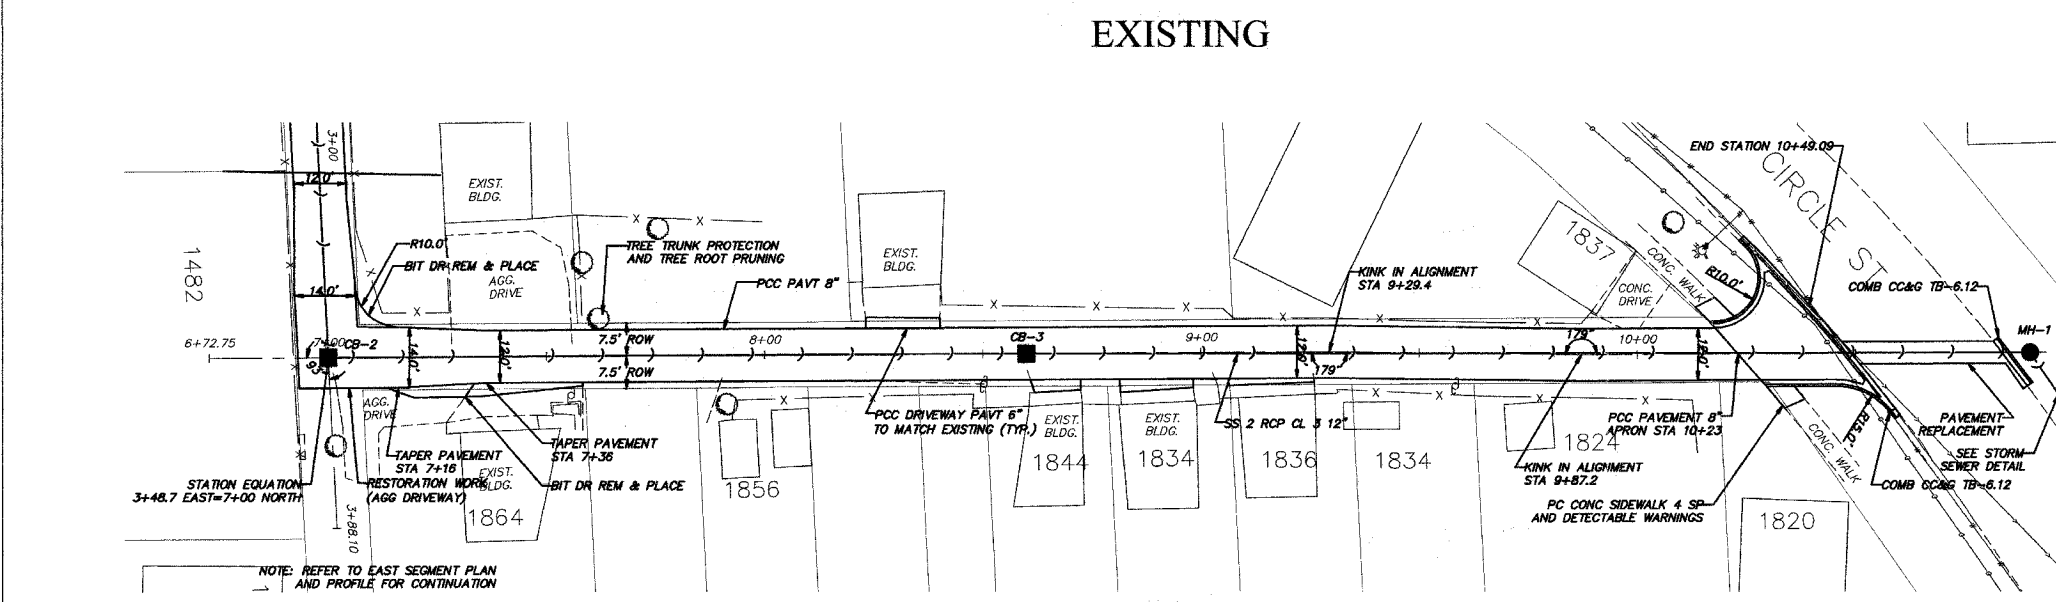 EXISTING
3+00
12.0'
1482
R10.0'
BIT DR REM & PLACE
EXIST.
BLDG.
AGG.
DRIVE
TREE TRUNK PROTECTION
AND TREE ROOT PRUNING
PCC PAVT 8"
EXIST.
BLDG.
KINK IN ALIGNMENT
STA 9+29.4
1837
CONC. WALK
CONC.
DRIVE
R10.0'
END STATION 10+49.09
CIRCLE ST
COMB CC&G TB-6.12
MH-1
14.0'
6+72.75
7+00
CB-2
93°
14.0'
12.0'
7.5' ROW
7.5' ROW
8+00
CB-3
9+00
12.0'
179°
179°
10+00
AGG.
DRIVE
TAPER PAVEMENT
STA 7+16
TAPER PAVEMENT
STA 7+36
BIT DR REM & PLACE
EXIST.
BLDG.
1864
STATION EQUATION
3+48.7 EAST=7+00 NORTH
RESTORATION WORK
(AGG DRIVEWAY)
3+88.10
NOTE: REFER TO EAST SEGMENT PLAN
AND PROFILE FOR CONTINUATION
1856
PCC DRIVEWAY PAVT 6"
TO MATCH EXISTING (TYP.)
EXIST.
BLDG.
1844
EXIST.
BLDG.
1834
SS 2 RCP CL 3 12"
1836
1834
1824
KINK IN ALIGNMENT
STA 9+87.2
PCC PAVEMENT 8"
APRON STA 10+23
PC CONC SIDEWALK 4 SP
AND DETECTABLE WARNINGS
CONC. WALK
R15.0'
1820
COMB CC&G TB-6.12
PAVEMENT
REPLACEMENT
SEE STORM
SEWER DETAIL